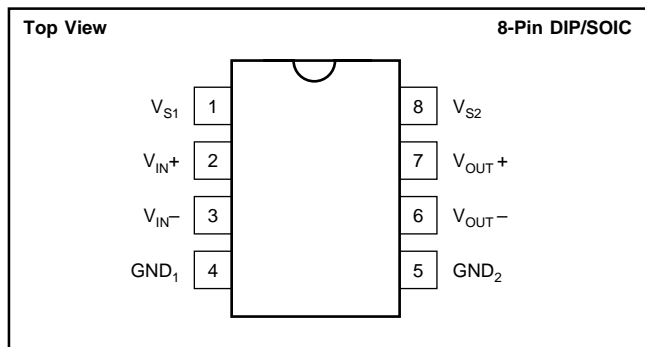 Top View 8-Pin DIP/SOIC
V_S1 1 8 V_S2
V_IN+ 2 7 V_OUT+
V_IN– 3 6 V_OUT–
GND_1 4 5 GND_2